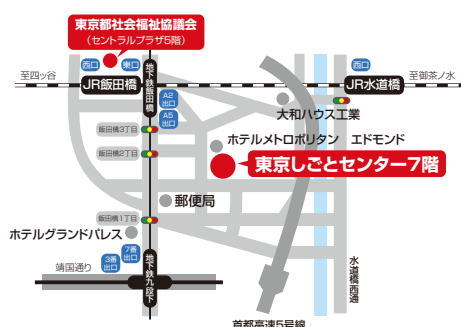 東京都社会福祉協議会
（セントラルプラザ5階）
西口
東口
西口
至四ッ谷
JR飯田橋
地下鉄飯田橋
JR水道橋
至御茶ノ水
A2
出口
A5
出口
大和ハウス工業
飯田橋3丁目
ホテルメトロポリタン　エドモンド
飯田橋2丁目
東京しごとセンター7階
郵便局
飯田橋1丁目
ホテルグランドパレス
7番
出口
3番
出口
靖国通り
地下鉄九段下
水道橋西通
首都高速5号線